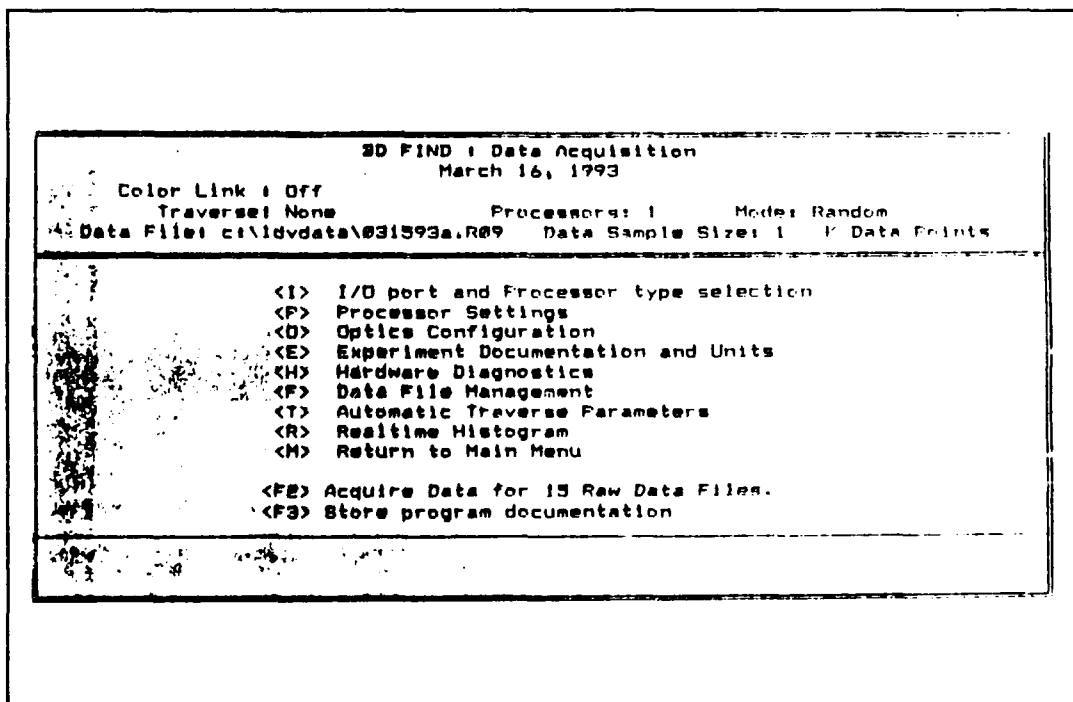 3D FIND : Data Acquisition
March 16, 1993
Color Link : Off
Traverse: None Processors: 1 Mode: Random
Data File: c:\ldvdata\031593a.R09 Data Sample Size: 1 K Data Points
<I> I/O port and Processor type selection
<P> Processor Settings
<O> Optics Configuration
<E> Experiment Documentation and Units
<H> Hardware Diagnostics
<F> Data File Management
<T> Automatic Traverse Parameters
<R> Realtime Histogram
<M> Return to Main Menu
<F2> Acquire Data for 15 Raw Data Files.
<F3> Store program documentation